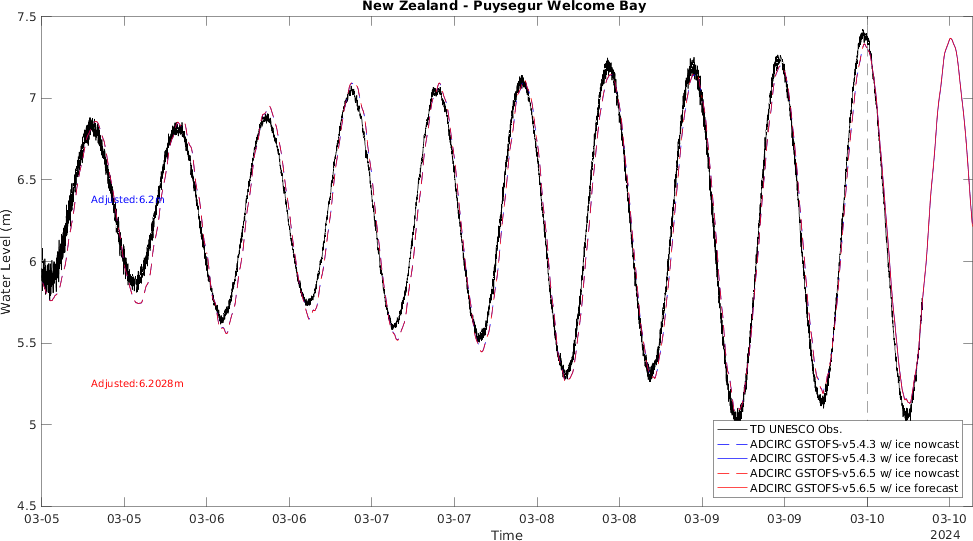 New Zealand - Puysegur Welcome Bay
7.5
7
6.5
6
5.5
5
4.5
Water Level (m)
Adjusted:6.2m
Adjusted:6.2028m
TD UNESCO Obs.
ADCIRC GSTOFS-v5.4.3 w/ ice nowcast
ADCIRC GSTOFS-v5.4.3 w/ ice forecast
ADCIRC GSTOFS-v5.6.5 w/ ice nowcast
ADCIRC GSTOFS-v5.6.5 w/ ice forecast
03-05 03-05 03-06 03-06 03-07 03-07 03-08 03-08 03-09 03-09 03-10 03-10
Time 2024